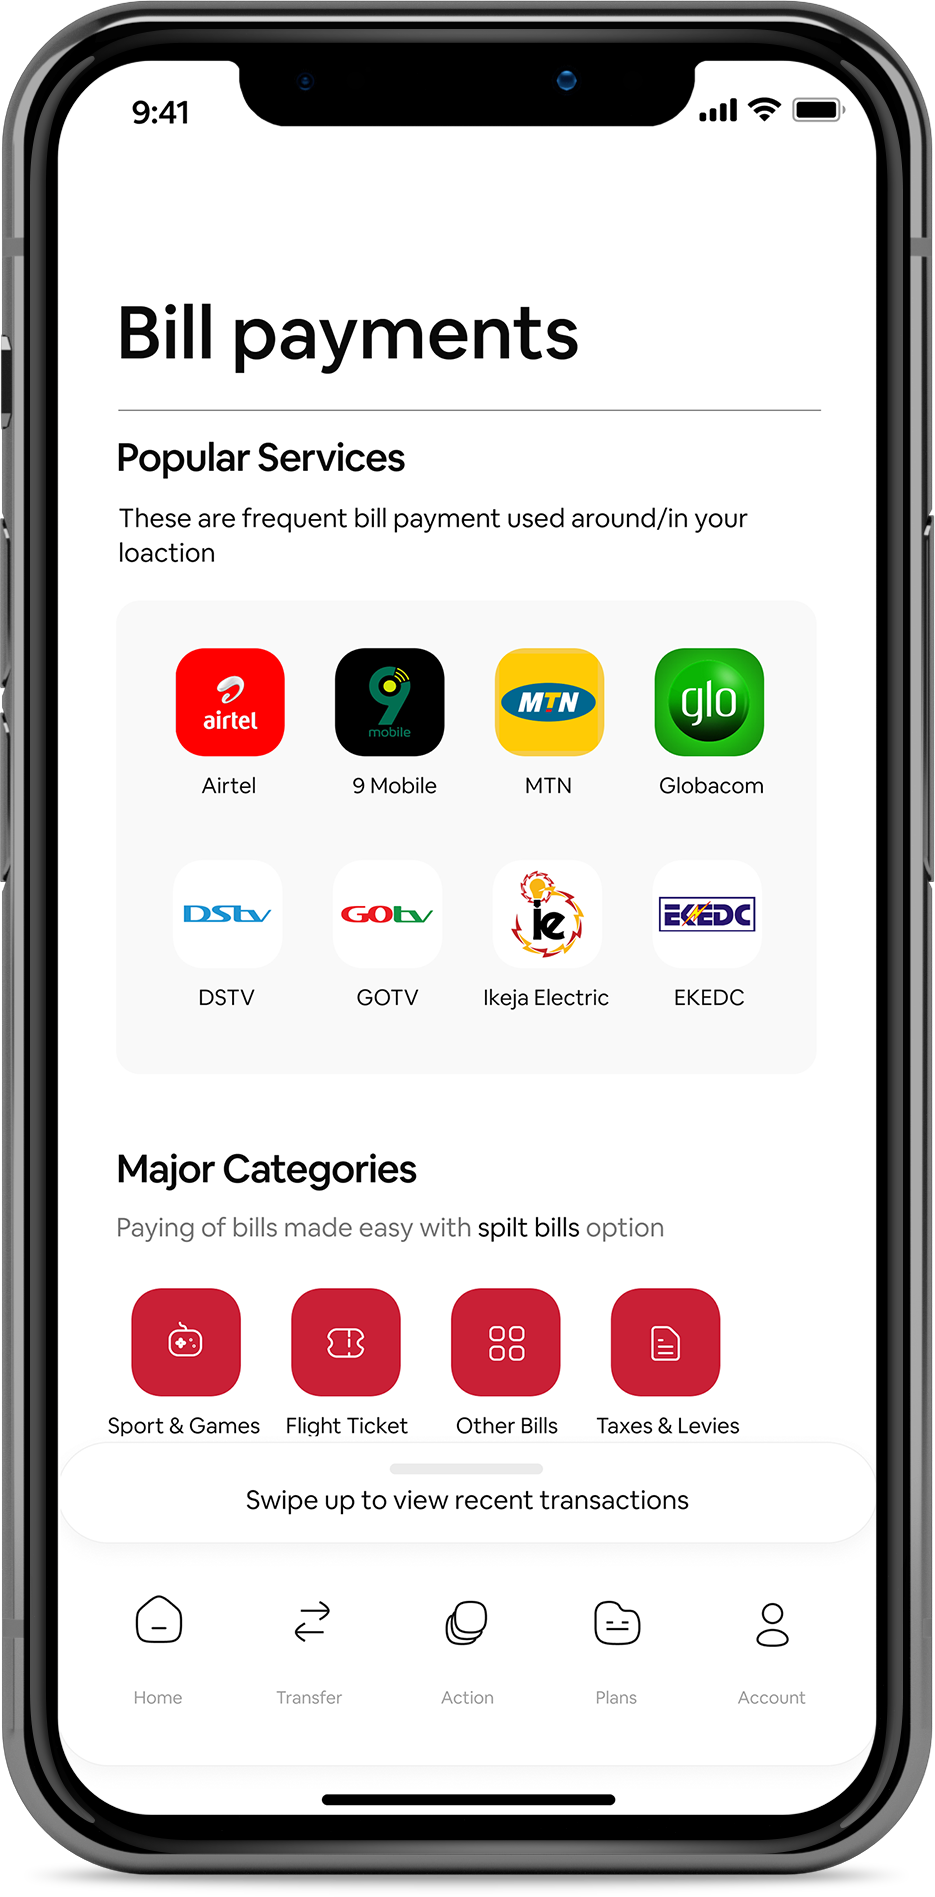 9:41
Bill payments
Popular Services
These are frequent bill payment used around/in your
loaction
airtel
9
mobile
MTN
glo
Airtel
9 Mobile
MTN
Globacom
DStv
GOtv
ie
EKEDC
DSTV
GOTV
Ikeja Electric
EKEDC
Major Categories
Paying of bills made easy with spilt bills option
Sport & Games
Flight Ticket
Other Bills
Taxes & Levies
Swipe up to view recent transactions
Home
Transfer
Action
Plans
Account